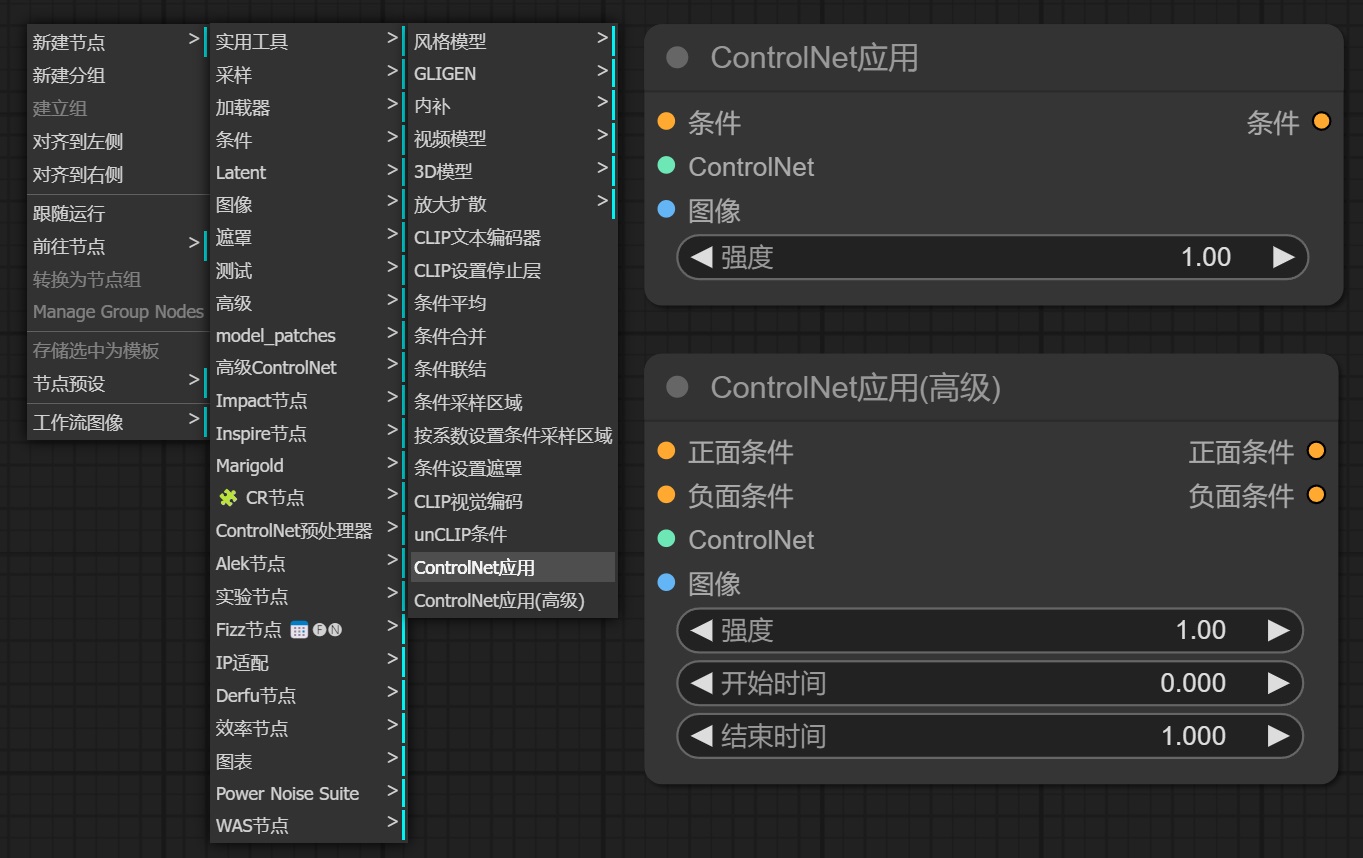 新建节点 >
新建分组
建立组
对齐到左侧
对齐到右侧
跟随运行
前往节点 >
转换为节点组
Manage Group Nodes
存储选中为模板
节点预设 >
工作流图像 >
实用工具 >
采样 >
加载器 >
条件 >
Latent >
图像 >
遮罩 >
测试 >
高级 >
model_patches >
高级ControlNet >
Impact节点 >
Inspire节点 >
Marigold >
🧩 CR节点 >
ControlNet预处理器 >
Alek节点 >
实验节点 >
Fizz节点 🅕🅝 >
IP适配 >
Derfu节点 >
效率节点 >
图表 >
Power Noise Suite >
WAS节点 >
风格模型 >
GLIGEN >
内补 >
视频模型 >
3D模型 >
放大扩散 >
CLIP文本编码器
CLIP设置停止层
条件平均
条件合并
条件联结
条件采样区域
按系数设置条件采样区域
条件设置遮罩
CLIP视觉编码
unCLIP条件
ControlNet应用
ControlNet应用(高级)
ControlNet应用
条件 条件
ControlNet
图像
强度 1.00
ControlNet应用(高级)
正面条件 正面条件
负面条件 负面条件
ControlNet
图像
强度 1.00
开始时间 0.000
结束时间 1.000